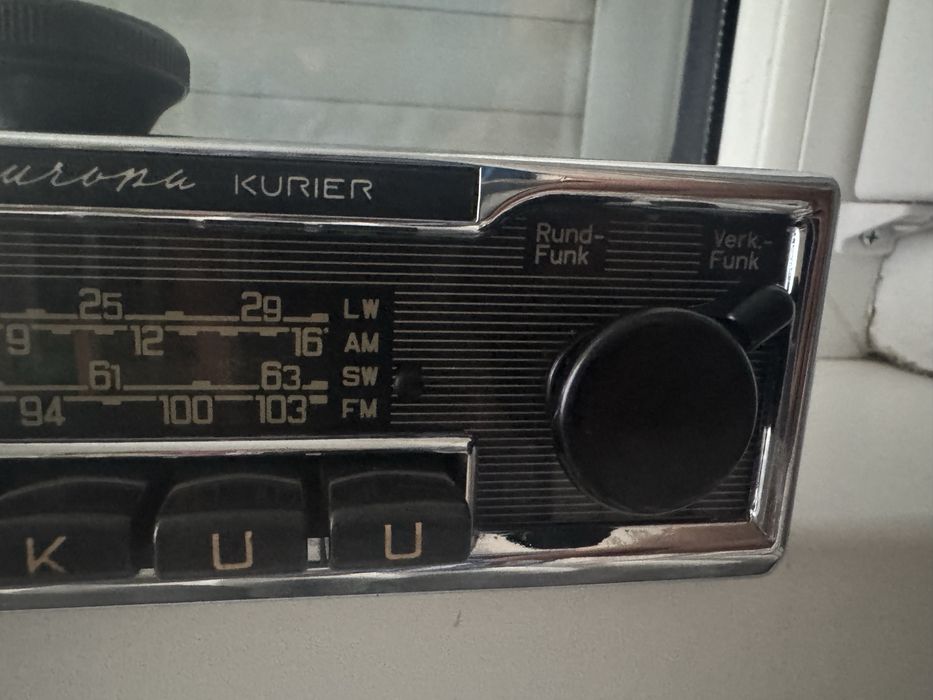 europa KURIER
Rund-
Funk
Verk.-
Funk
25 29 LW
9 12 16 AM
61 63 SW
94 100 103 FM
K U U